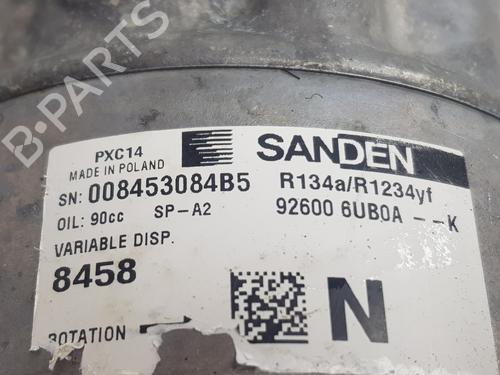 B-PARTS
PXC14
MADE IN POLAND
SANDEN
SN: 008453084B5
R134a/R1234yf
OIL: 90cc SP-A2
92600 6UB0A --K
VARIABLE DISP.
8458
N
ROTATION